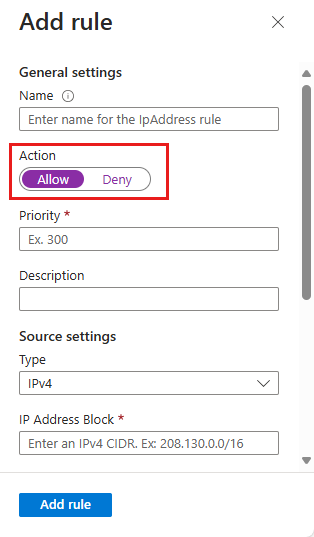 Add rule
General settings
Name
Enter name for the IpAddress rule
Action
Allow Deny
Priority *
Ex. 300
Description
Source settings
Type
IPv4
IP Address Block *
Enter an IPv4 CIDR. Ex: 208.130.0.0/16
Add rule